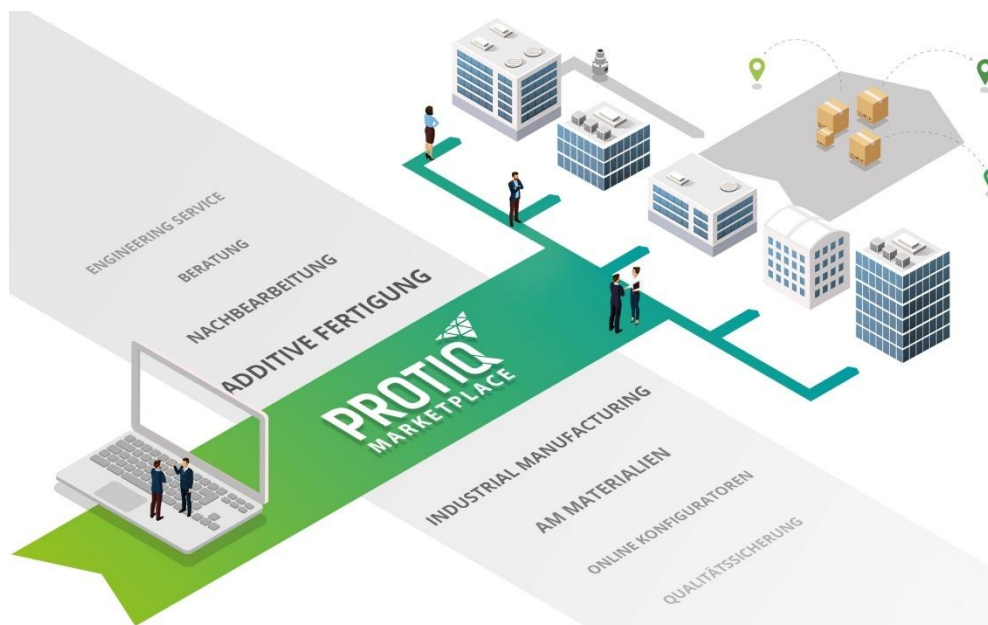 ENGINEERING SERVICE
BERATUNG
NACHBEARBEITUNG
ADDITIVE FERTIGUNG
PROTIQ
MARKETPLACE
INDUSTRIAL MANUFACTURING
AM MATERIALIEN
ONLINE KONFIGURATOREN
QUALITÄTSSICHERUNG